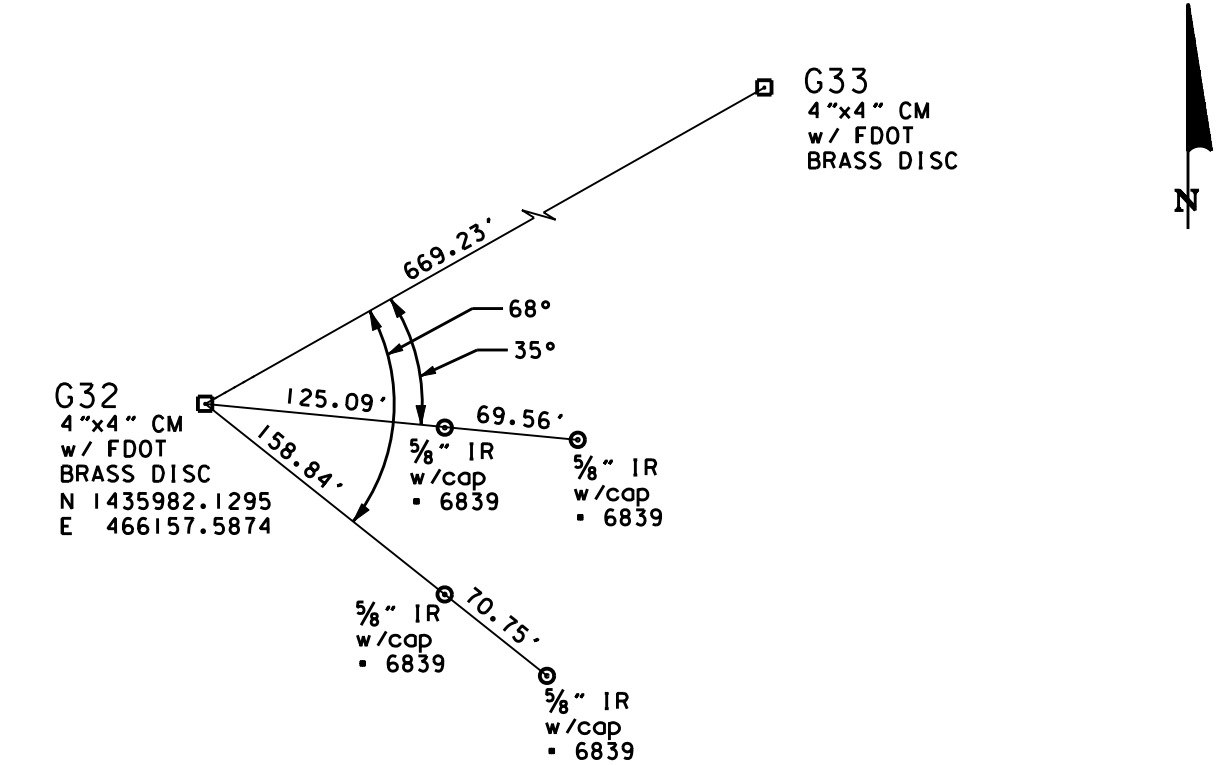 G33
4"x4" CM
w/ FDOT
BRASS DISC
N
669.23'
68°
35°
G32
4"x4" CM
w/ FDOT
BRASS DISC
N 1435982.1295
E 466157.5874
125.09'
69.56'
5/8" IR
w/cap
▪ 6839
5/8" IR
w/cap
▪ 6839
158.84'
5/8" IR
w/cap
▪ 6839
70.75'
5/8" IR
w/cap
▪ 6839